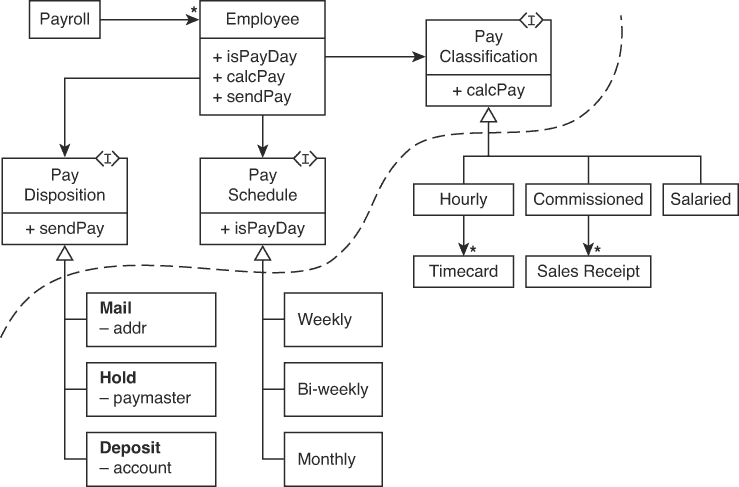 Payroll
*
Employee
+ isPayDay
+ calcPay
+ sendPay
<I>
Pay
Classification
+ calcPay
<I>
Pay
Disposition
+ sendPay
<I>
Pay
Schedule
+ isPayDay
Hourly
Commissioned
Salaried
*
*
Timecard
Sales Receipt
Mail
– addr
Weekly
Hold
– paymaster
Bi-weekly
Deposit
– account
Monthly